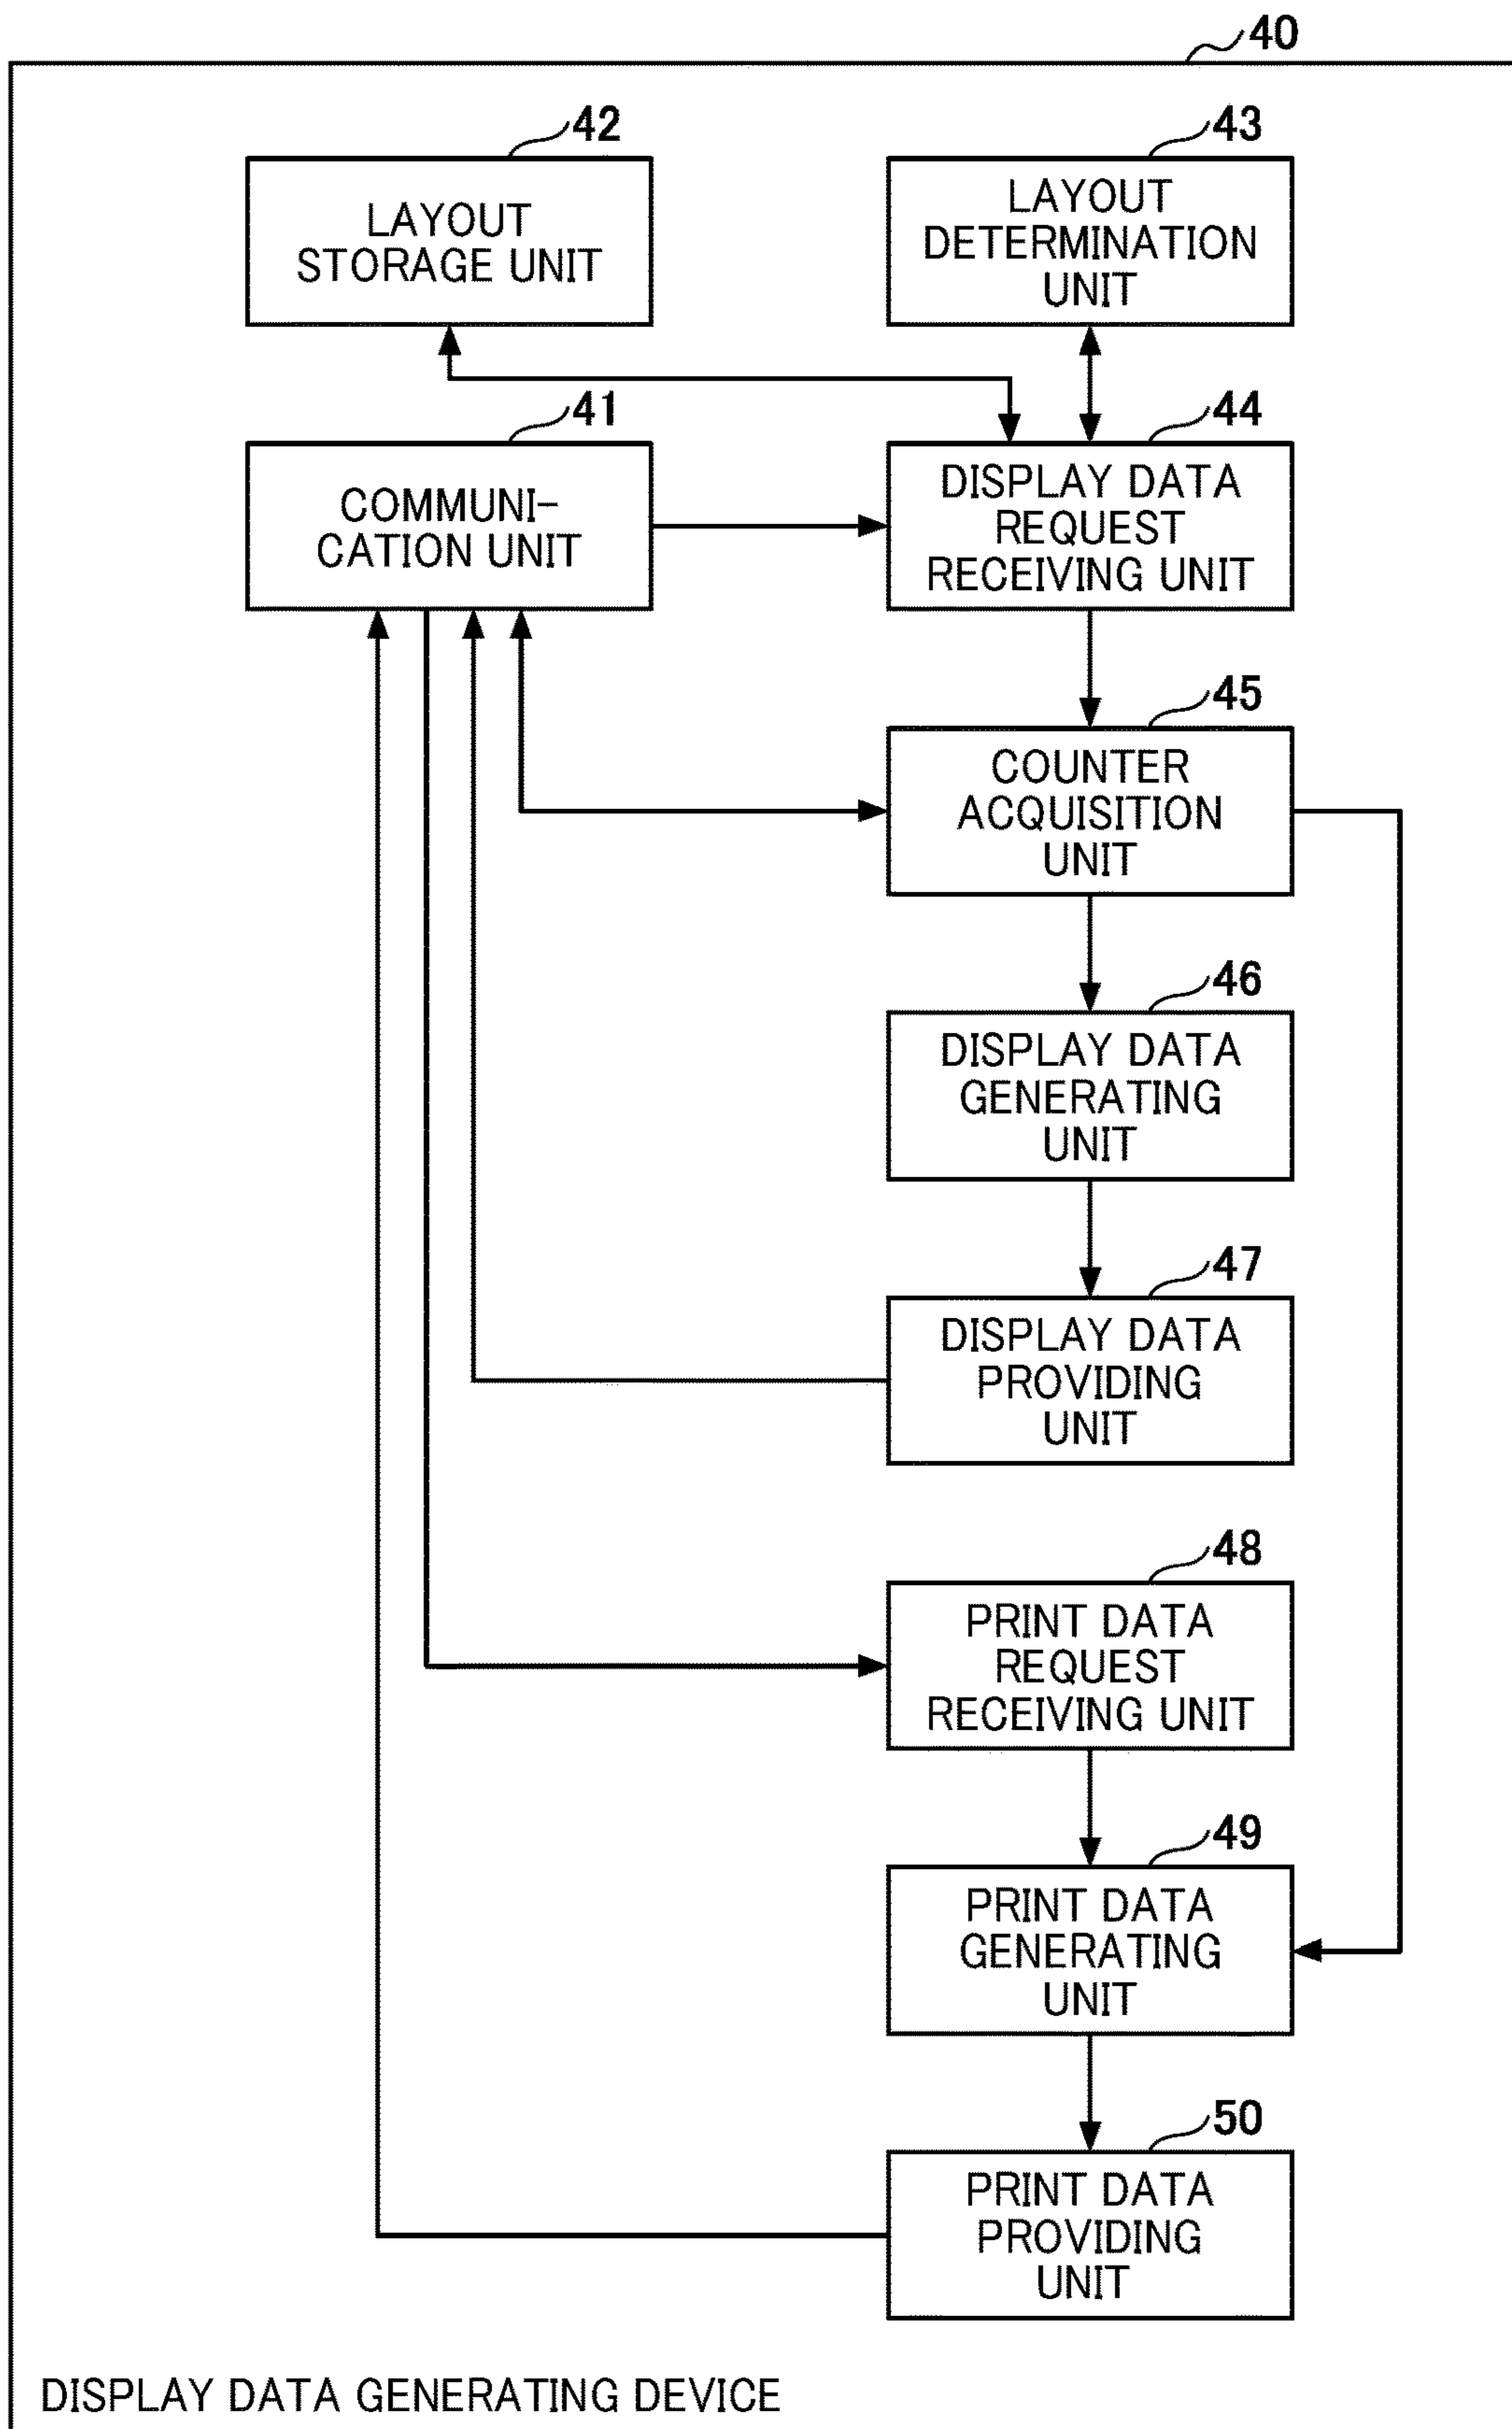 40
42
LAYOUT
STORAGE UNIT
43
LAYOUT
DETERMINATION
UNIT
41
COMMUNI-
CATION UNIT
44
DISPLAY DATA
REQUEST
RECEIVING UNIT
45
COUNTER
ACQUISITION
UNIT
46
DISPLAY DATA
GENERATING
UNIT
47
DISPLAY DATA
PROVIDING
UNIT
48
PRINT DATA
REQUEST
RECEIVING UNIT
49
PRINT DATA
GENERATING
UNIT
50
PRINT DATA
PROVIDING
UNIT
DISPLAY DATA GENERATING DEVICE